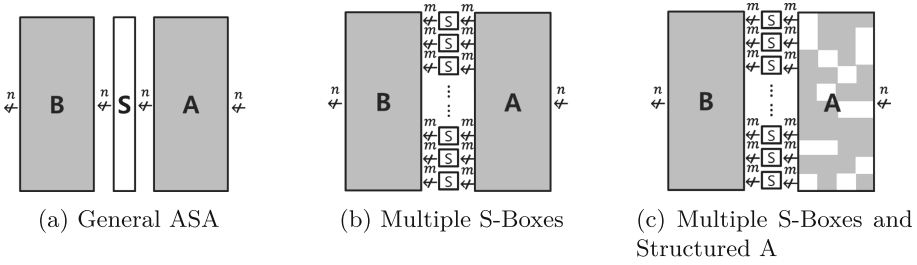 n B n S n A n
m m
S
m m
S
m m
S
n B A n
m m
S
m m
S
m m
S
m m
S
m m
S
m m
S
n B A n
m m
S
m m
S
m m
S
(a) General ASA
(b) Multiple S-Boxes
(c) Multiple S-Boxes and
Structured A